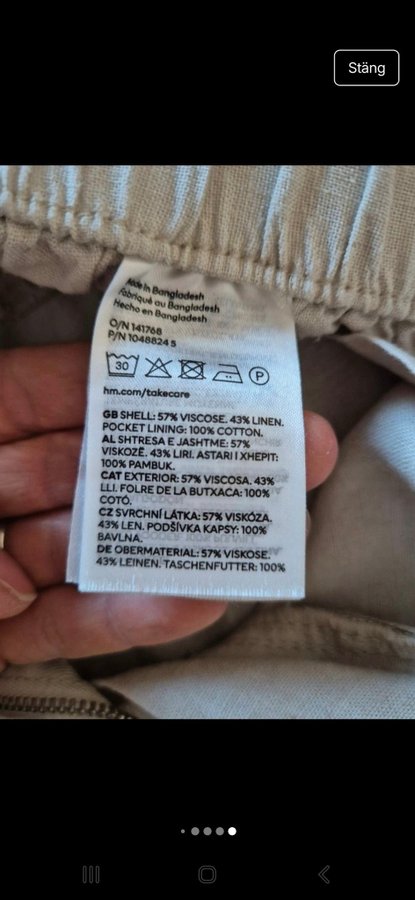 Stäng
Made in Bangladesh
Fabriqué au Bangladesh
Hecho en Bangladesh
O/N 141768
P/N 1048824 5
30
P
hm.com/takecare
GB SHELL: 57% VISCOSE. 43% LINEN.
POCKET LINING: 100% COTTON.
AL SHTRESA E JASHTME: 57%
VISKOZË. 43% LIRI. ASTARI I XHEPIT:
100% PAMBUK.
CAT EXTERIOR: 57% VISCOSA. 43%
LLI. FOLRE DE LA BUTXACA: 100%
COTÓ.
CZ SVRCHNÍ LÁTKA: 57% VISKÓZA.
43% LEN. PODŠÍVKA KAPSY: 100%
BAVLNA.
DE OBERMATERIAL: 57% VISKOSE.
43% LEINEN. TASCHENFUTTER: 100%